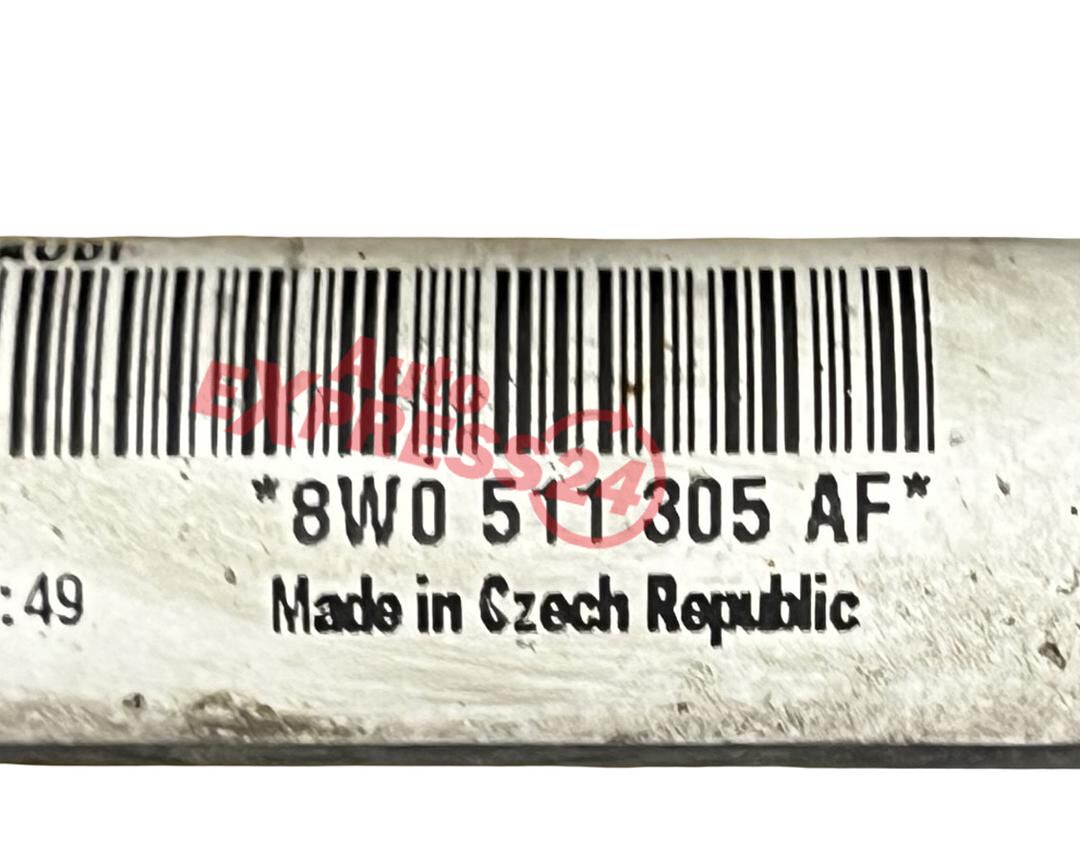 Auto
EXPRESS24
*8W0 511 305 AF*
:49
Made in Czech Republic